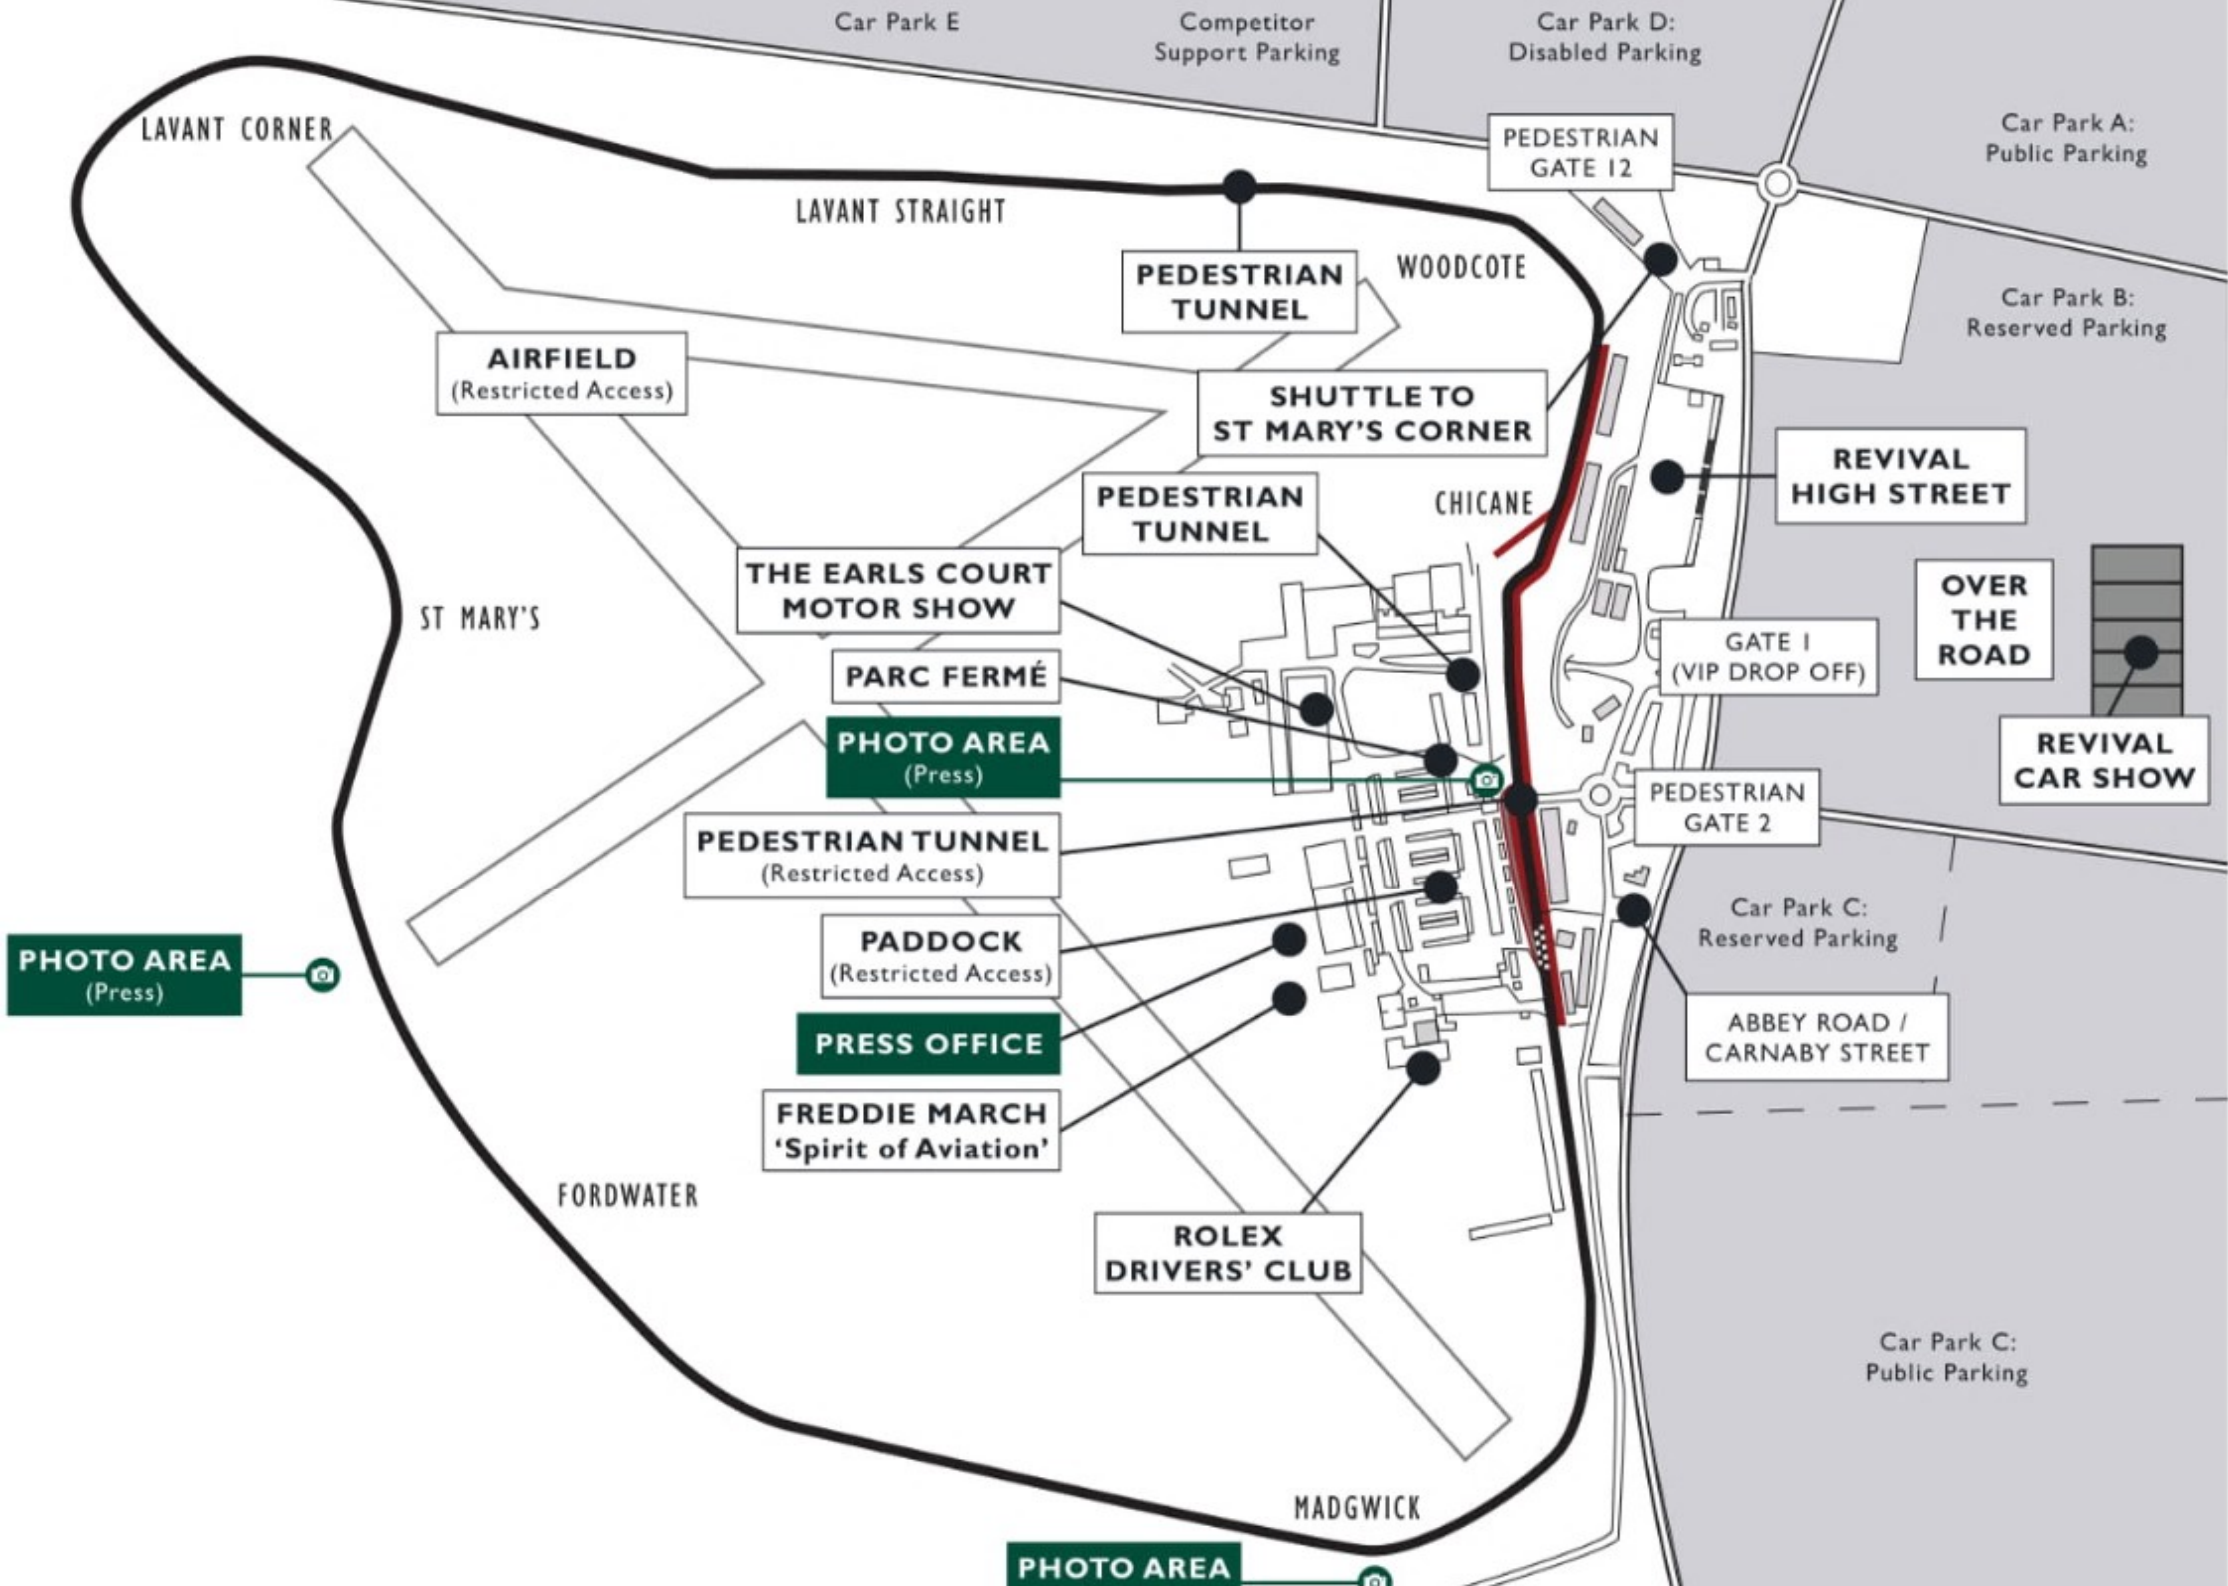 Car Park E
Competitor
Support Parking
Car Park D:
Disabled Parking
Car Park A:
Public Parking
PEDESTRIAN
GATE 12
LAVANT CORNER
LAVANT STRAIGHT
WOODCOTE
PEDESTRIAN
TUNNEL
Car Park B:
Reserved Parking
AIRFIELD
(Restricted Access)
SHUTTLE TO
ST MARY'S CORNER
REVIVAL
HIGH STREET
PEDESTRIAN
TUNNEL
CHICANE
THE EARLS COURT
MOTOR SHOW
OVER
THE
ROAD
ST MARY'S
GATE 1
(VIP DROP OFF)
PARC FERMÉ
PHOTO AREA
(Press)
REVIVAL
CAR SHOW
PEDESTRIAN
GATE 2
PEDESTRIAN TUNNEL
(Restricted Access)
Car Park C:
Reserved Parking
PADDOCK
(Restricted Access)
PHOTO AREA
(Press)
PRESS OFFICE
ABBEY ROAD /
CARNABY STREET
FREDDIE MARCH
‘Spirit of Aviation’
FORDWATER
ROLEX
DRIVERS' CLUB
Car Park C:
Public Parking
MADGWICK
PHOTO AREA